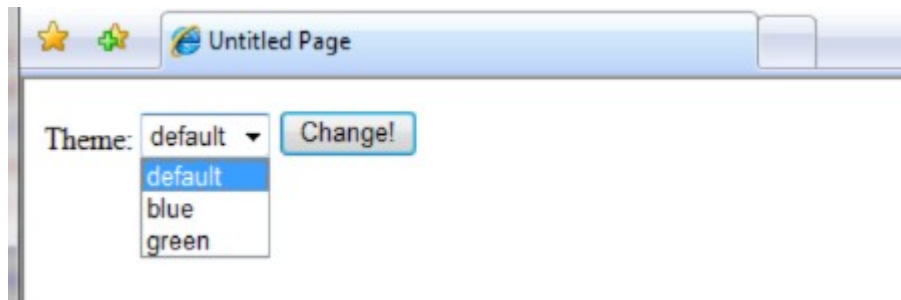 Untitled Page
Theme: default Change!
default
blue
green